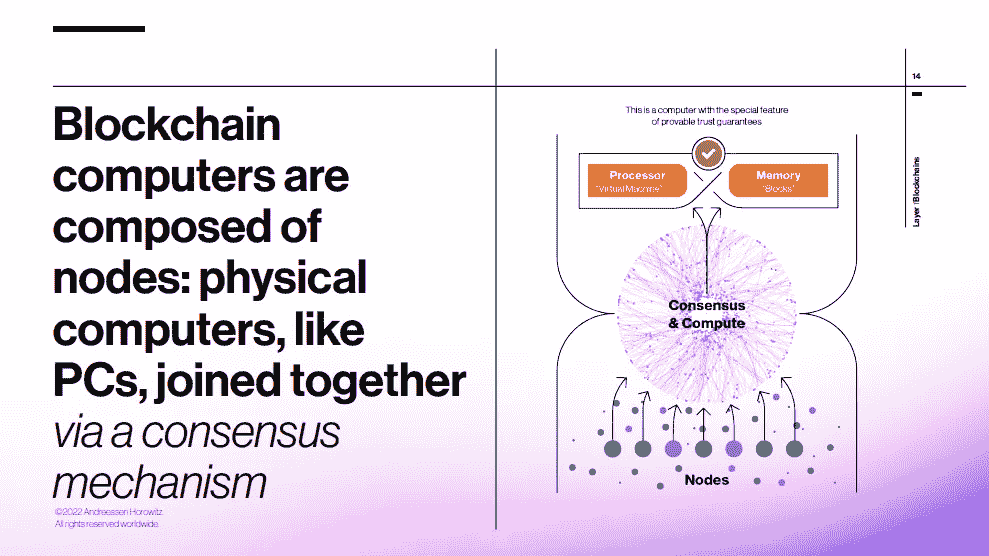 Blockchain
computers are
composed of
nodes: physical
computers, like
PCs, joined together
via a consensus
mechanism
©2022 Andreessen Horowitz.
All rights reserved worldwide.
14
Layer 1 Blockchains
This is a computer with the special feature
of provable trust guarantees
Processor
"Virtual Machine"
Memory
"Blocks"
Consensus
& Compute
Nodes